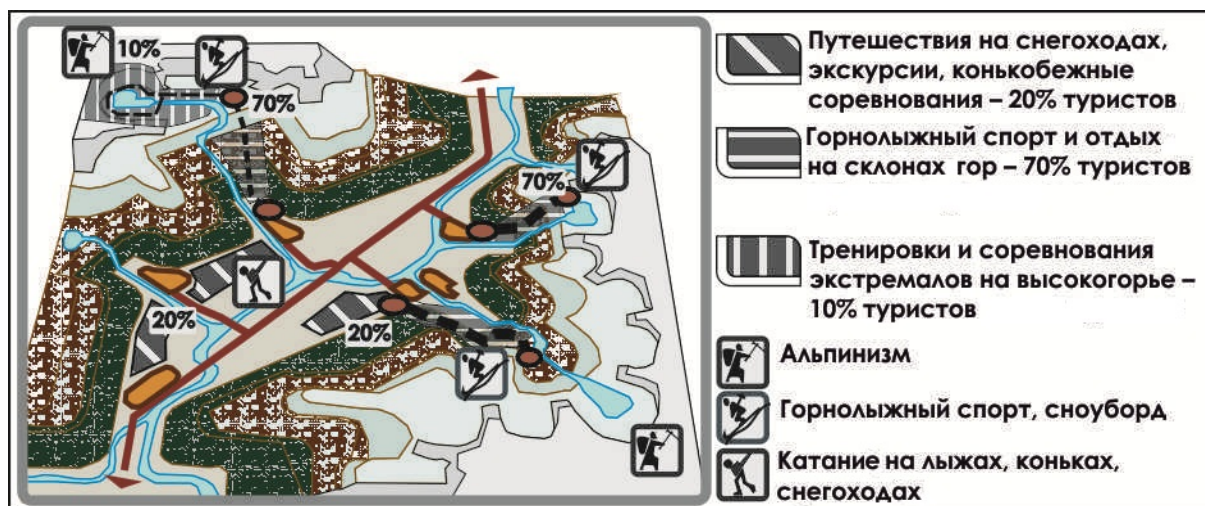 10%
70%
70%
20%
20%
Путешествия на снегоходах,
экскурсии, конькобежные
соревнования – 20% туристов
Горнолыжный спорт и отдых
на склонах гор – 70% туристов
Тренировки и соревнования
экстремалов на высокогорье –
10% туристов
Альпинизм
Горнолыжный спорт, сноуборд
Катание на лыжах, коньках,
снегоходах